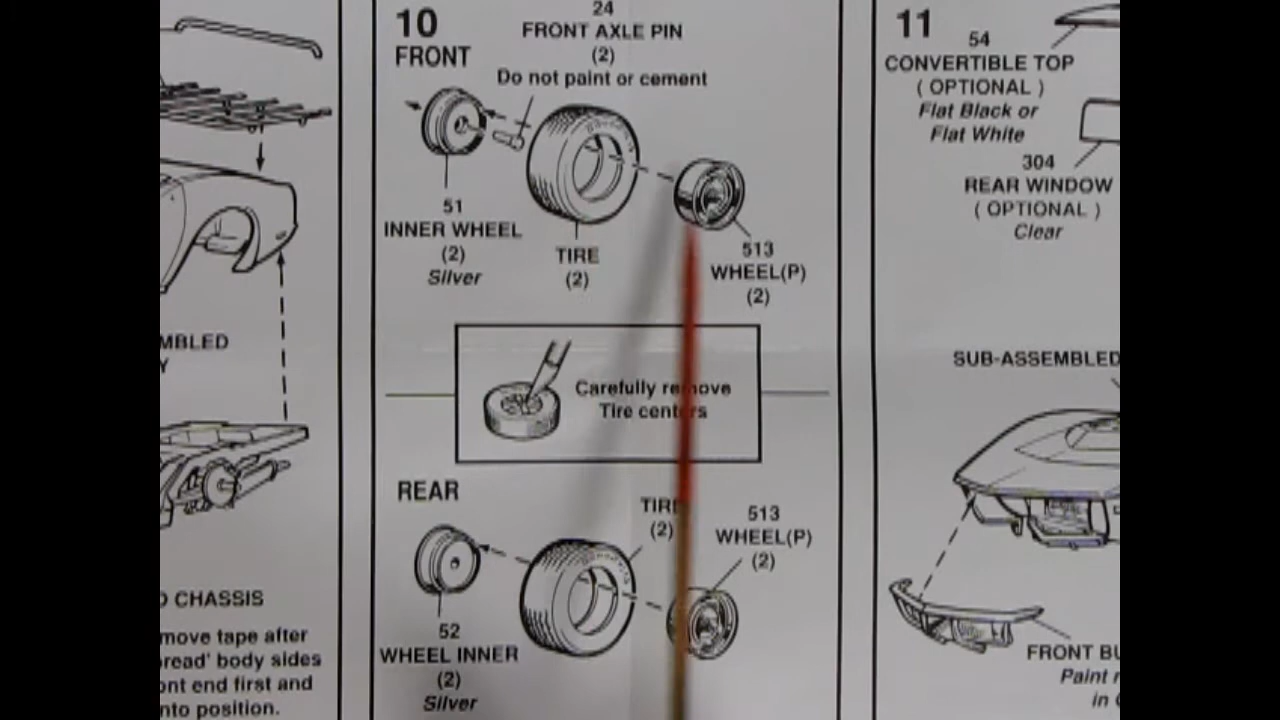 MBLED
Y
O CHASSIS
move tape after
oread' body sides
ont end first and
nto position.
10
FRONT
24
FRONT AXLE PIN
(2)
Do not paint or cement
51
INNER WHEEL
(2)
Silver
TIRE
(2)
513
WHEEL(P)
(2)
Carefully remove
Tire centers
REAR
TIRE
(2)
513
WHEEL(P)
(2)
52
WHEEL INNER
(2)
Silver
11
54
CONVERTIBLE TOP
( OPTIONAL )
Flat Black or
Flat White
304
REAR WINDOW
( OPTIONAL )
Clear
SUB-ASSEMBLED
FRONT BU
Paint
in